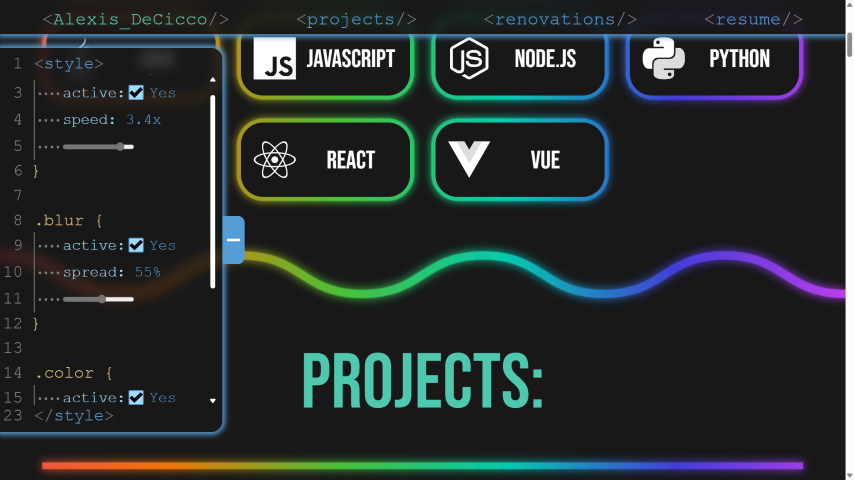 <Alexis_DeCicco/> <projects/> <renovations/> <resume/>
JS JAVASCRIPT JS NODE.JS PYTHON
REACT VUE
1 <style>
3 active: Yes
4 speed: 3.4x
5
6 }
7
8 .blur {
9 active: Yes
10 spread: 55%
11
12 }
13
14 .color {
15 active: Yes
23 </style>
PROJECTS: